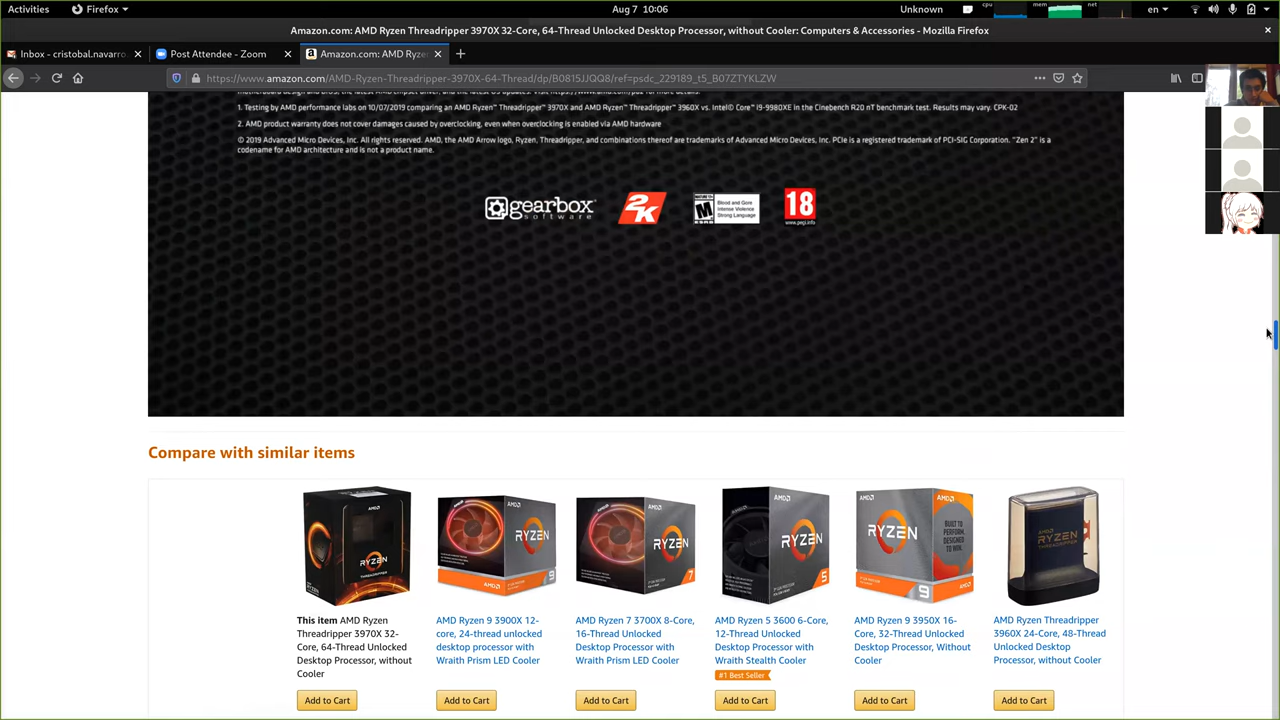 Activities
Firefox
Aug 7 10:06
Unknown
cpu
mem
net
en
Amazon.com: AMD Ryzen Threadripper 3970X 32-Core, 64-Thread Unlocked Desktop Processor, without Cooler: Computers & Accessories - Mozilla Firefox
Inbox - cristobal.navarro
Post Attendee - Zoom
Amazon.com: AMD Ryze
https://www.amazon.com/AMD-Ryzen-Threadripper-3970X-64-Thread/dp/B0815JJQQ8/ref=psdc_229189_t5_B07ZTYKLZW
1. Testing by AMD performance labs on 10/07/2019 comparing an AMD Ryzen™ Threadripper™ 3970X and AMD Ryzen™ Threadripper™ 3960X vs. Intel® Core™ i9-9980XE in the Cinebench R20 nT benchmark test. Results may vary. CPK-02
2. AMD product warranty does not cover damages caused by overclocking, even when overclocking is enabled via AMD hardware
© 2019 Advanced Micro Devices, Inc. All rights reserved. AMD, the AMD Arrow logo, Ryzen, Threadripper, and combinations thereof are trademarks of Advanced Micro Devices, Inc. PCIe is a registered trademark of PCI-SIG Corporation. "Zen 2" is a
codename for AMD architecture and is not a product name.
gearbox
software
2K
M
Blood and Gore
Intense Violence
Strong Language
18
www.pegi.info
Compare with similar items
AMD
RYZEN
THREADRIPPER
AMD
RYZEN
9
AMD
RYZEN
7
AMD
RYZEN
5
AMD
RYZEN
BUILT TO
PERFORM.
DESIGNED
TO WIN.
9
RYZEN
THREADRIPPER
This item AMD Ryzen
Threadripper 3970X 32-
Core, 64-Thread Unlocked
Desktop Processor, without
Cooler
AMD Ryzen 9 3900X 12-
core, 24-thread unlocked
desktop processor with
Wraith Prism LED Cooler
AMD Ryzen 7 3700X 8-Core,
16-Thread Unlocked
Desktop Processor with
Wraith Prism LED Cooler
AMD Ryzen 5 3600 6-Core,
12-Thread Unlocked
Desktop Processor with
Wraith Stealth Cooler
#1 Best Seller
AMD Ryzen 9 3950X 16-
Core, 32-Thread Unlocked
Desktop Processor, Without
Cooler
AMD Ryzen Threadripper
3960X 24-Core, 48-Thread
Unlocked Desktop
Processor, without Cooler
Add to Cart
Add to Cart
Add to Cart
Add to Cart
Add to Cart
Add to Cart